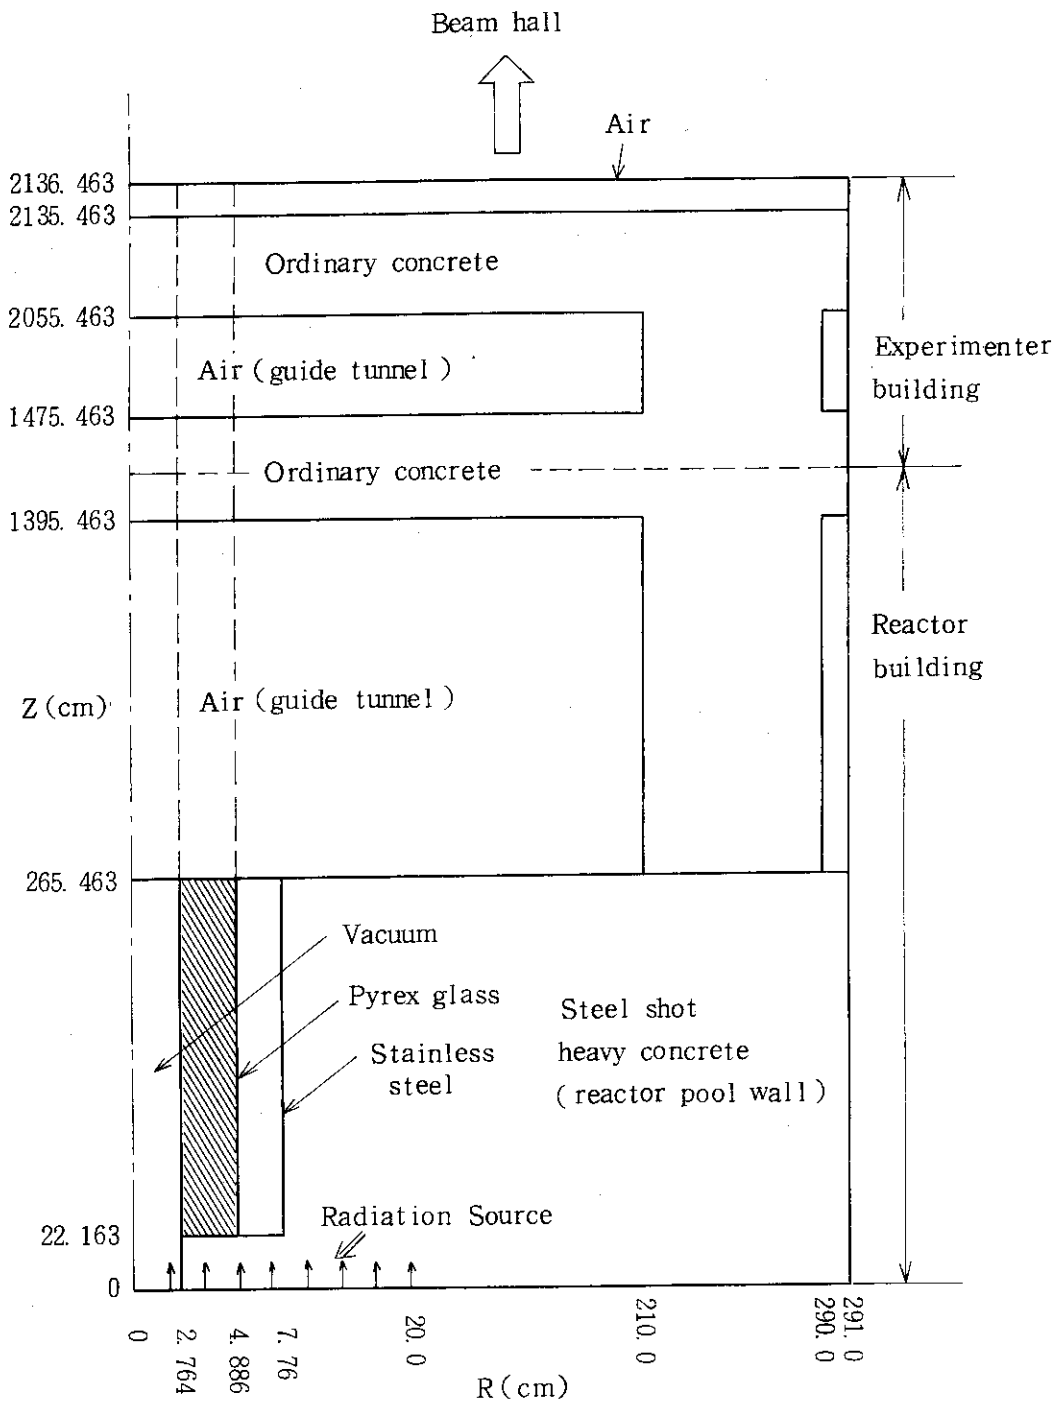 Beam hall
Air
2136. 463
2135. 463
Ordinary concrete
2055. 463
Air (guide tunnel)
Experimenter
building
1475. 463
Ordinary concrete
1395. 463
Reactor
building
Z (cm)
Air (guide tunnel)
265. 463
Vacuum
Pyrex glass
Stainless
steel
Steel shot
heavy concrete
(reactor pool wall)
Radiation Source
22. 163
0
0
2. 764
4. 886
7. 76
20. 0
210. 0
290. 0
291. 0
R (cm)